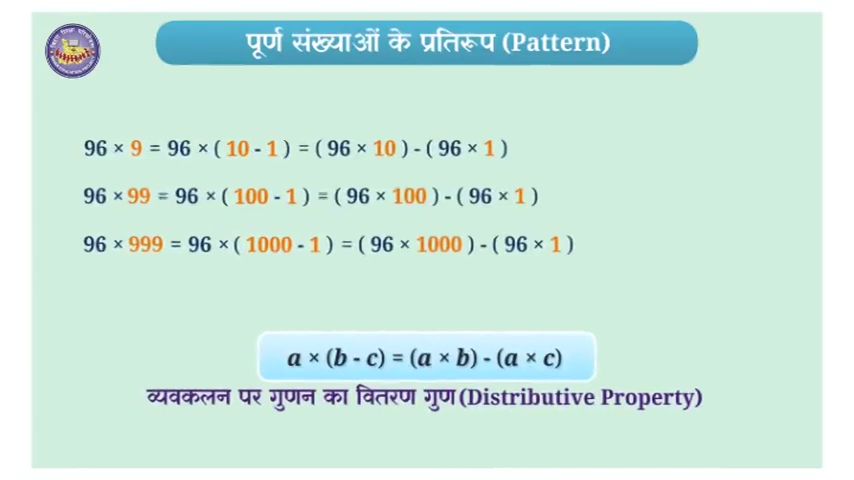 पूर्ण संख्याओं के प्रतिरूप (Pattern)
96 × 9 = 96 × ( 10 - 1 ) = ( 96 × 10 ) - ( 96 × 1 )
96 × 99 = 96 × ( 100 - 1 ) = ( 96 × 100 ) - ( 96 × 1 )
96 × 999 = 96 × ( 1000 - 1 ) = ( 96 × 1000 ) - ( 96 × 1 )
a × (b - c) = (a × b) - (a × c)
व्यवकलन पर गुणन का वितरण गुण (Distributive Property)